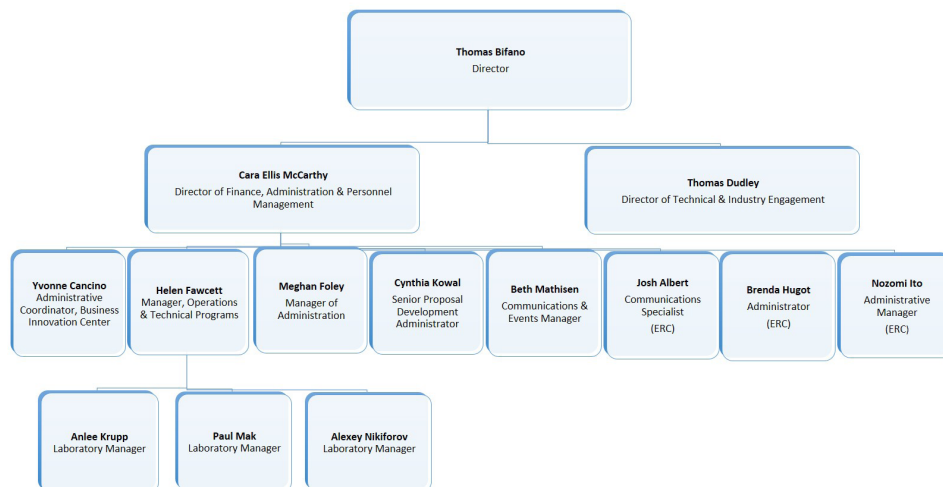 Thomas Bifano
Director
Cara Ellis McCarthy
Director of Finance, Administration & Personnel
Management
Thomas Dudley
Director of Technical & Industry Engagement
Yvonne Cancino
Administrative
Coordinator, Business
Innovation Center
Helen Fawcett
Manager, Operations
& Technical Programs
Meghan Foley
Manager of
Administration
Cynthia Kowal
Senior Proposal
Development
Administrator
Beth Mathisen
Communications &
Events Manager
Josh Albert
Communications
Specialist
(ERC)
Brenda Hugot
Administrator
(ERC)
Nozomi Ito
Administrative
Manager
(ERC)
Anlee Krupp
Laboratory Manager
Paul Mak
Laboratory Manager
Alexey Nikiforov
Laboratory Manager